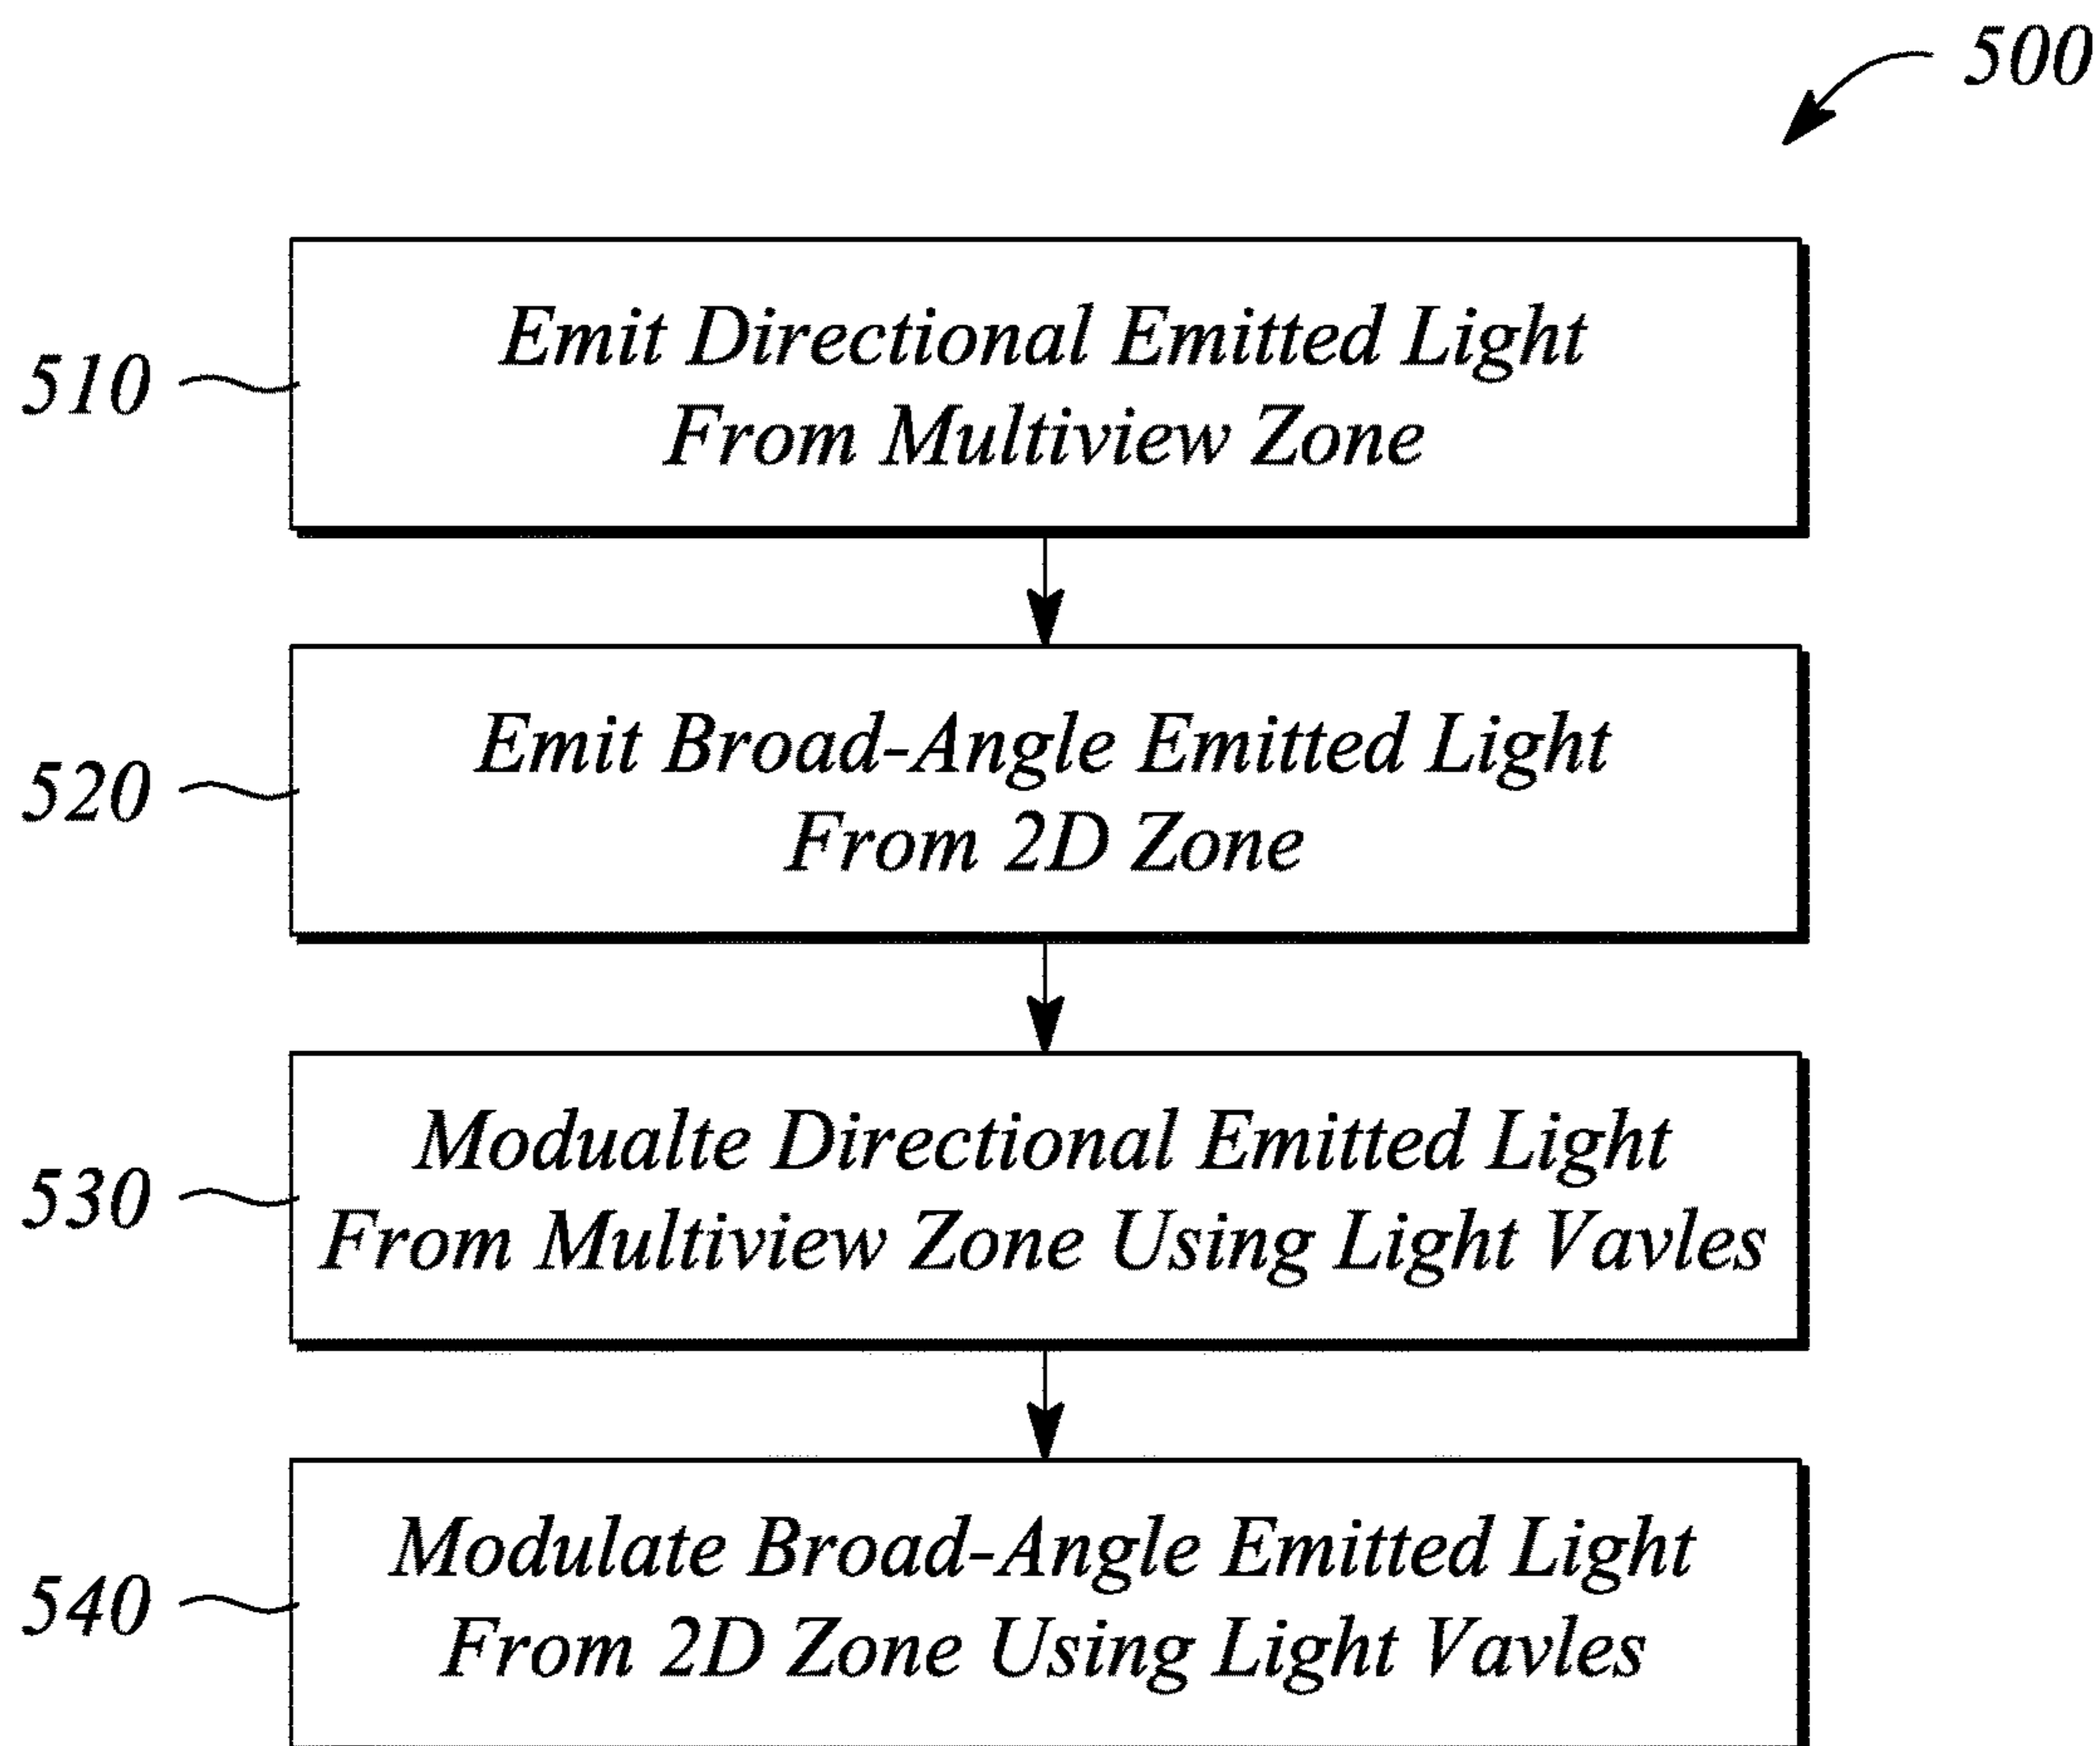 500
510
Emit Directional Emitted Light
From Multiview Zone
520
Emit Broad-Angle Emitted Light
From 2D Zone
530
Modualte Directional Emitted Light
From Multiview Zone Using Light Vavles
540
Modulate Broad-Angle Emitted Light
From 2D Zone Using Light Vavles